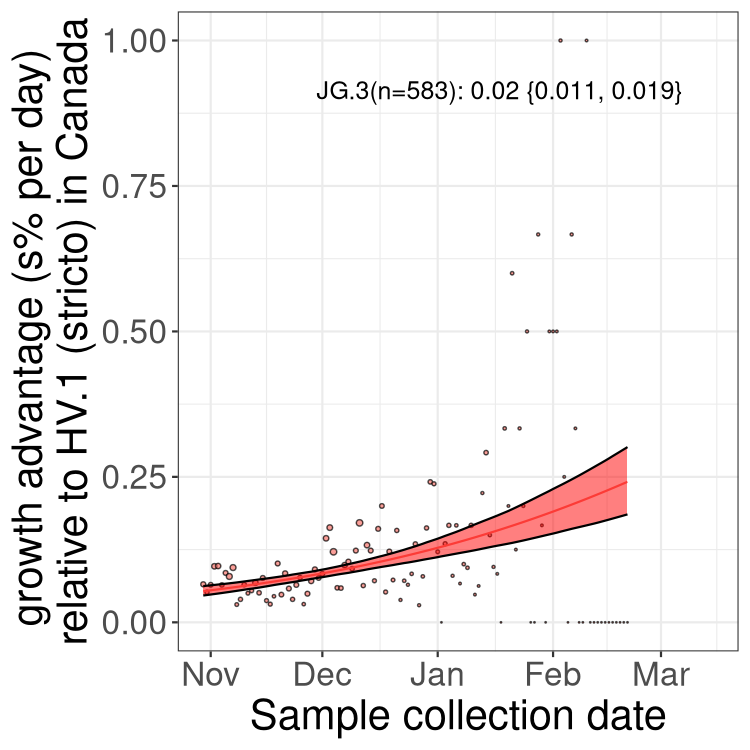 growth advantage (s% per day)
relative to HV.1 (stricto) in Canada
1.00
0.75
0.50
0.25
0.00
JG.3(n=583): 0.02 {0.011, 0.019}
Nov Dec Jan Feb Mar
Sample collection date